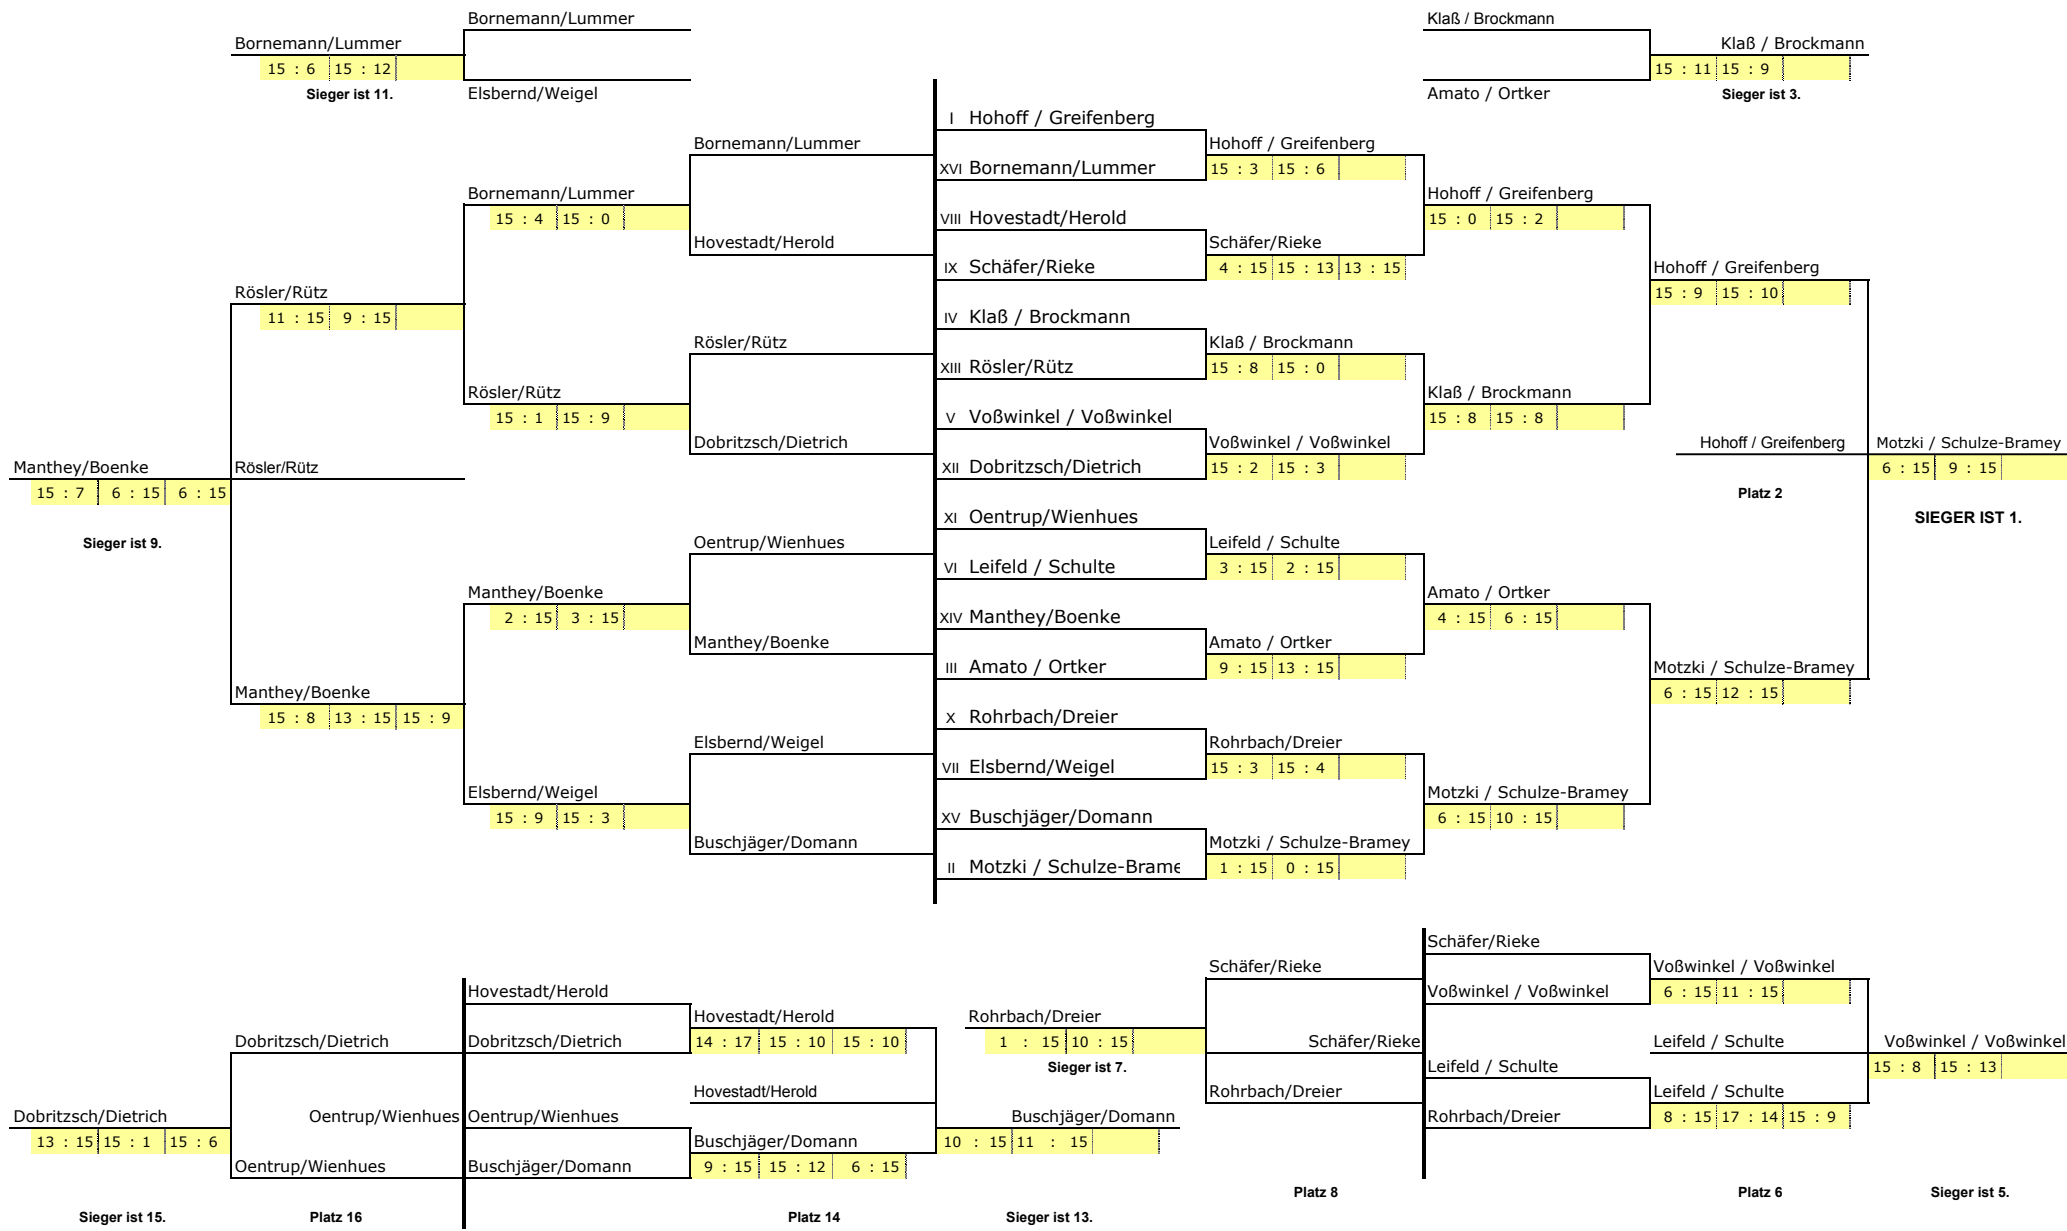 Bornemann/Lummer Klaß / Brockmann
Bornemann/Lummer Klaß / Brockmann
15 : 6 15 : 12 15 : 11 15 : 9
Sieger ist 11. Elsbernd/Weigel Amato / Ortker Sieger ist 3.
I Hohoff / Greifenberg
Bornemann/Lummer Hohoff / Greifenberg
XVI Bornemann/Lummer 15 : 3 15 : 6
Bornemann/Lummer Hohoff / Greifenberg
15 : 4 15 : 0 VIII Hovestadt/Herold 15 : 0 15 : 2
Hovestadt/Herold Schäfer/Rieke
IX Schäfer/Rieke 4 : 15 15 : 13 13 : 15 Hohoff / Greifenberg
Rösler/Rütz 15 : 9 15 : 10
11 : 15 9 : 15 IV Klaß / Brockmann
Rösler/Rütz Klaß / Brockmann
XIII Rösler/Rütz 15 : 8 15 : 0
Rösler/Rütz Klaß / Brockmann
15 : 1 15 : 9 V Voßwinkel / Voßwinkel 15 : 8 15 : 8
Dobritzsch/Dietrich Voßwinkel / Voßwinkel Hohoff / Greifenberg Motzki / Schulze-Bramey
Manthey/Boenke Rösler/Rütz XII Dobritzsch/Dietrich 15 : 2 15 : 3 6 : 15 9 : 15
15 : 7 6 : 15 6 : 15 Platz 2
XI Oentrup/Wienhues SIEGER IST 1.
Sieger ist 9. Oentrup/Wienhues Leifeld / Schulte
VI Leifeld / Schulte 3 : 15 2 : 15
Manthey/Boenke Amato / Ortker
2 : 15 3 : 15 XIV Manthey/Boenke 4 : 15 6 : 15
Manthey/Boenke Amato / Ortker
III Amato / Ortker 9 : 15 13 : 15 Motzki / Schulze-Bramey
Manthey/Boenke 6 : 15 12 : 15
15 : 8 13 : 15 15 : 9 X Rohrbach/Dreier
Elsbernd/Weigel Rohrbach/Dreier
VII Elsbernd/Weigel 15 : 3 15 : 4
Elsbernd/Weigel Motzki / Schulze-Bramey
15 : 9 15 : 3 XV Buschjäger/Domann 6 : 15 10 : 15
Buschjäger/Domann Motzki / Schulze-Bramey
II Motzki / Schulze-Brame 1 : 15 0 : 15
Schäfer/Rieke
Schäfer/Rieke Voßwinkel / Voßwinkel
Hovestadt/Herold Voßwinkel / Voßwinkel 6 : 15 11 : 15
Hovestadt/Herold Rohrbach/Dreier
Dobritzsch/Dietrich Dobritzsch/Dietrich 14 : 17 15 : 10 15 : 10 1 : 15 10 : 15 Schäfer/Rieke Leifeld / Schulte Voßwinkel / Voßwinkel
Sieger ist 7. Leifeld / Schulte 15 : 8 15 : 13
Hovestadt/Herold Rohrbach/Dreier Leifeld / Schulte
Dobritzsch/Dietrich Oentrup/Wienhues Oentrup/Wienhues Buschjäger/Domann Rohrbach/Dreier 8 : 15 17 : 14 15 : 9
13 : 15 15 : 1 15 : 6 Buschjäger/Domann 10 : 15 11 : 15
Oentrup/Wienhues Buschjäger/Domann 9 : 15 15 : 12 6 : 15
Platz 8 Platz 6 Sieger ist 5.
Sieger ist 15. Platz 16 Platz 14 Sieger ist 13.